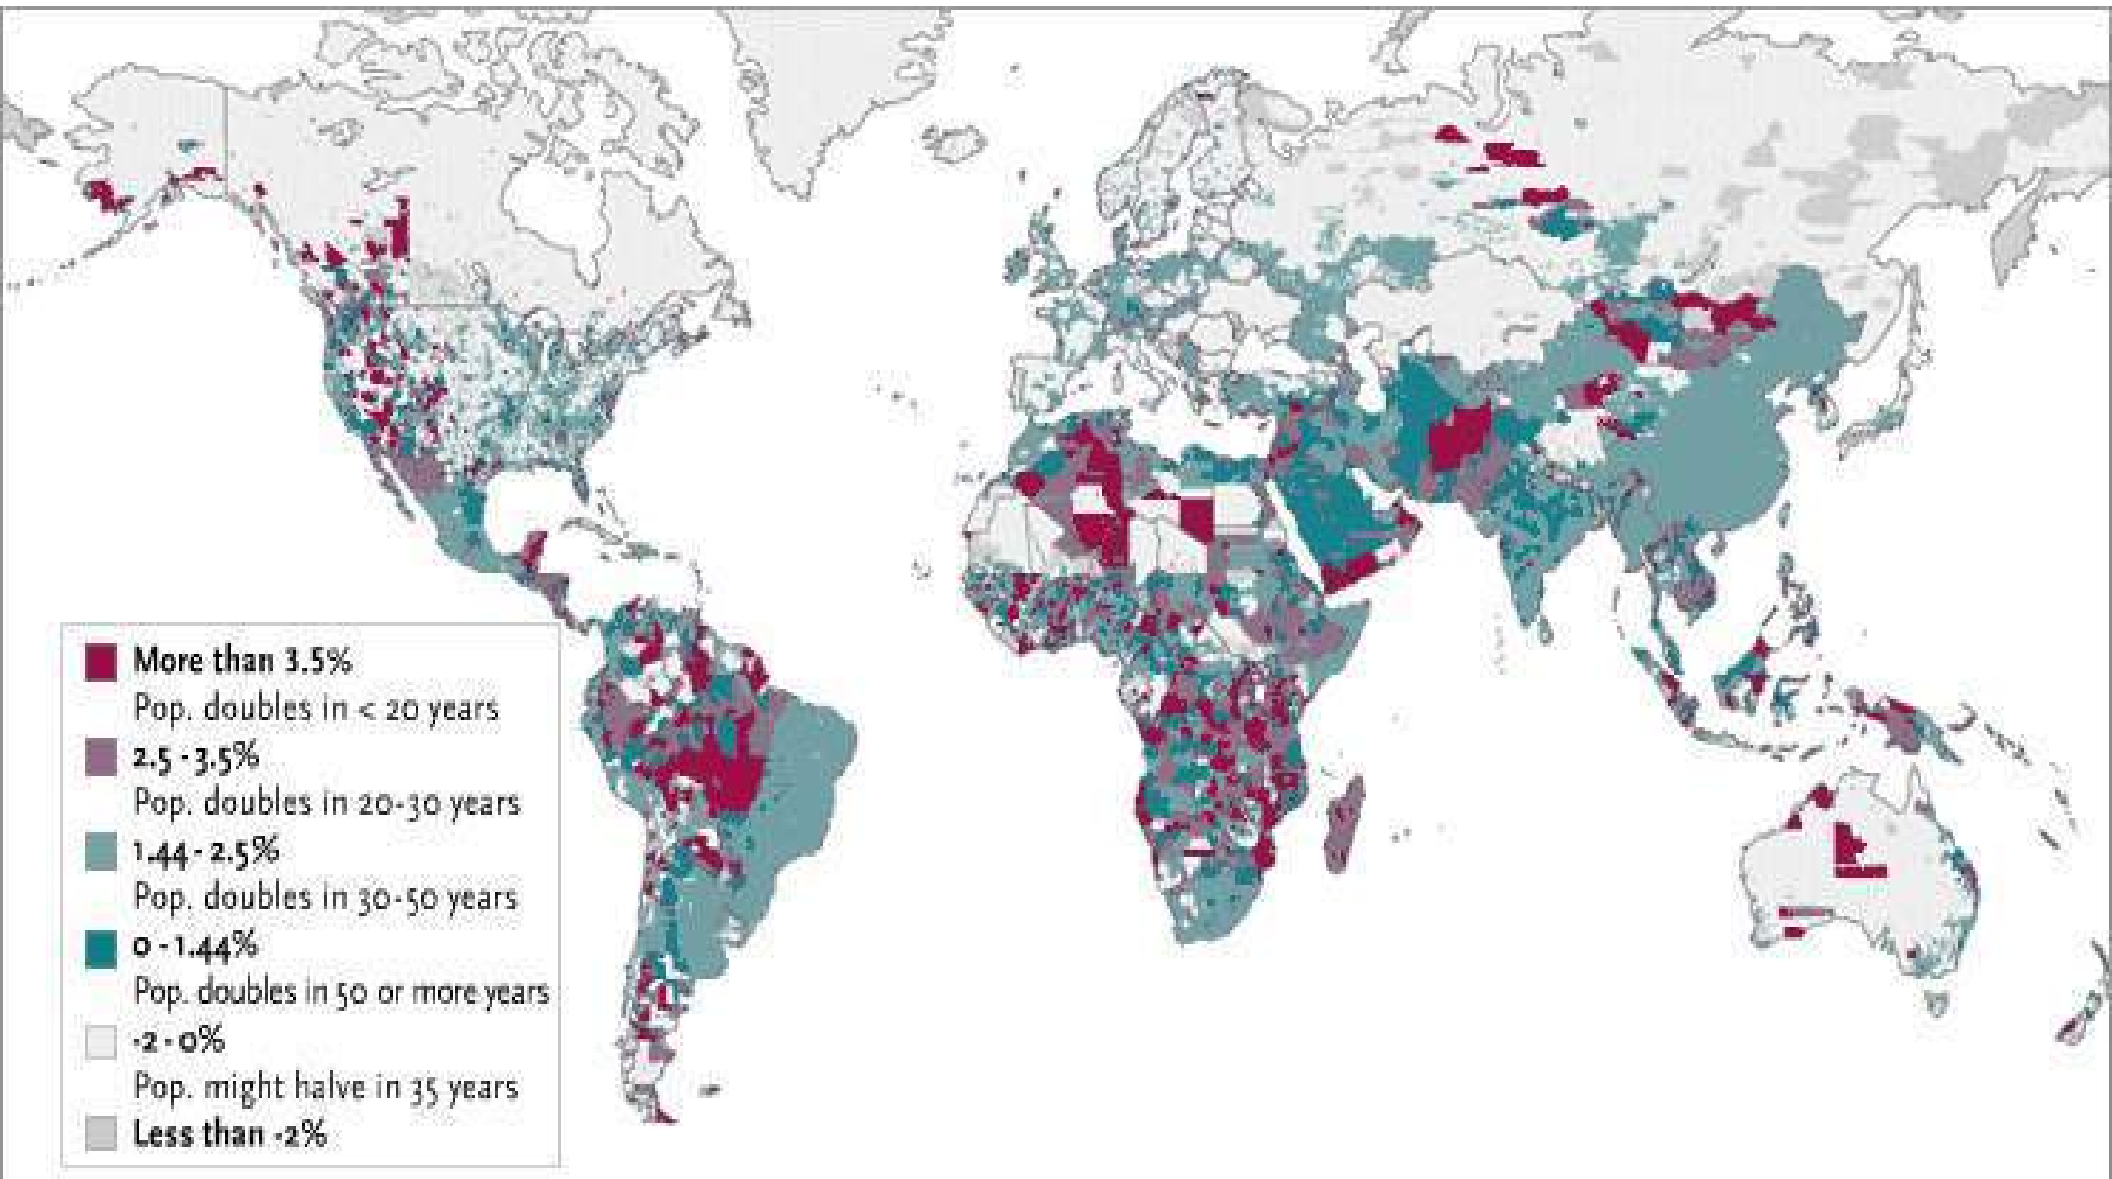 More than 3.5%
Pop. doubles in < 20 years
2.5 - 3.5%
Pop. doubles in 20-30 years
1.44 - 2.5%
Pop. doubles in 30-50 years
0 - 1.44%
Pop. doubles in 50 or more years
-2 - 0%
Pop. might halve in 35 years
Less than -2%